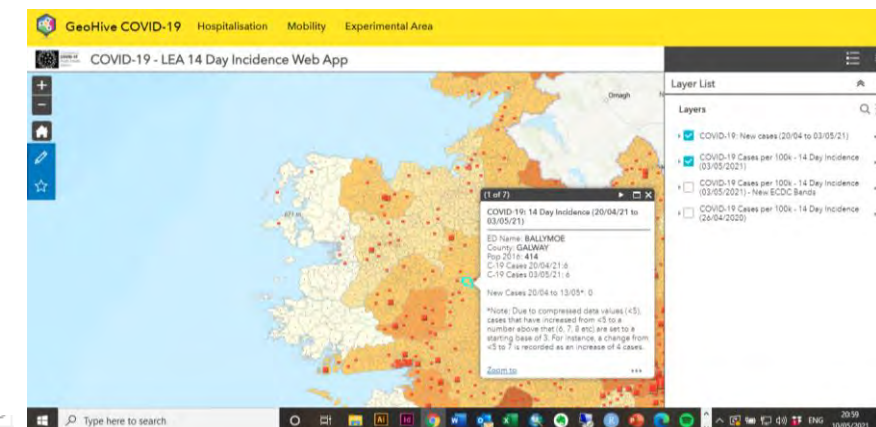 GeoHive COVID-19 Hospitalisation Mobility Experimental Area
COVID-19 - LEA 14 Day Incidence Web App
Layer List
Layers
COVID-19: New cases (20/04 to 03/05/21)
COVID-19 Cases per 100k - 14 Day Incidence
(03/05/2021)
COVID-19 Cases per 100k - 14 Day Incidence
(03/05/2021) - New ECDC Bands
COVID-19 Cases per 100k - 14 Day Incidence
(26/04/2020)
Omagh
(1 of 7)
COVID-19: 14 Day Incidence (20/04/21 to
03/05/21)
ED Name: BALLYMOE
County: GALWAY
Pop 2016: 414
C-19 Cases 20/04/21:6
C-19 Cases 03/05/21: 6
New Cases 20/04 to 13/05*: 0
*Note: Due to compressed data values (<5),
cases that have increased from <5 to a
number above that (6, 7, 8 etc) are set to a
starting base of 3. For instance, a change from
<5 to 7 is recorded as an increase of 4 cases.
Zoom to
Type here to search
ENG
20:59
10/05/2021